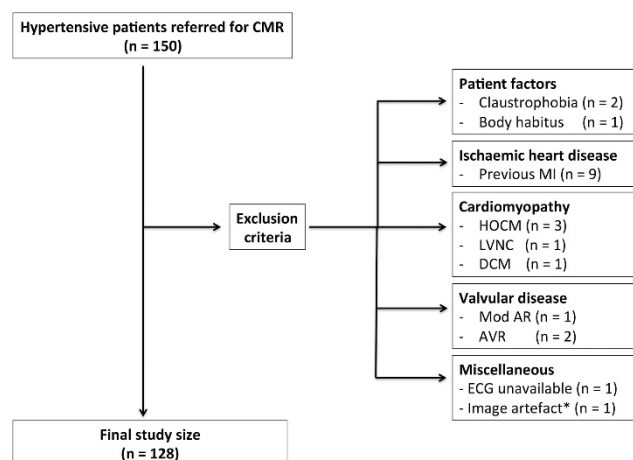 Hypertensive patients referred for CMR
(n = 150)
Patient factors
- Claustrophobia (n = 2)
- Body habitus (n = 1)
Ischaemic heart disease
- Previous MI (n = 9)
Exclusion
criteria
Cardiomyopathy
- HOCM (n = 3)
- LVNC (n = 1)
- DCM (n = 1)
Valvular disease
- Mod AR (n = 1)
- AVR (n = 2)
Miscellaneous
- ECG unavailable (n = 1)
- Image artefact* (n = 1)
Final study size
(n = 128)